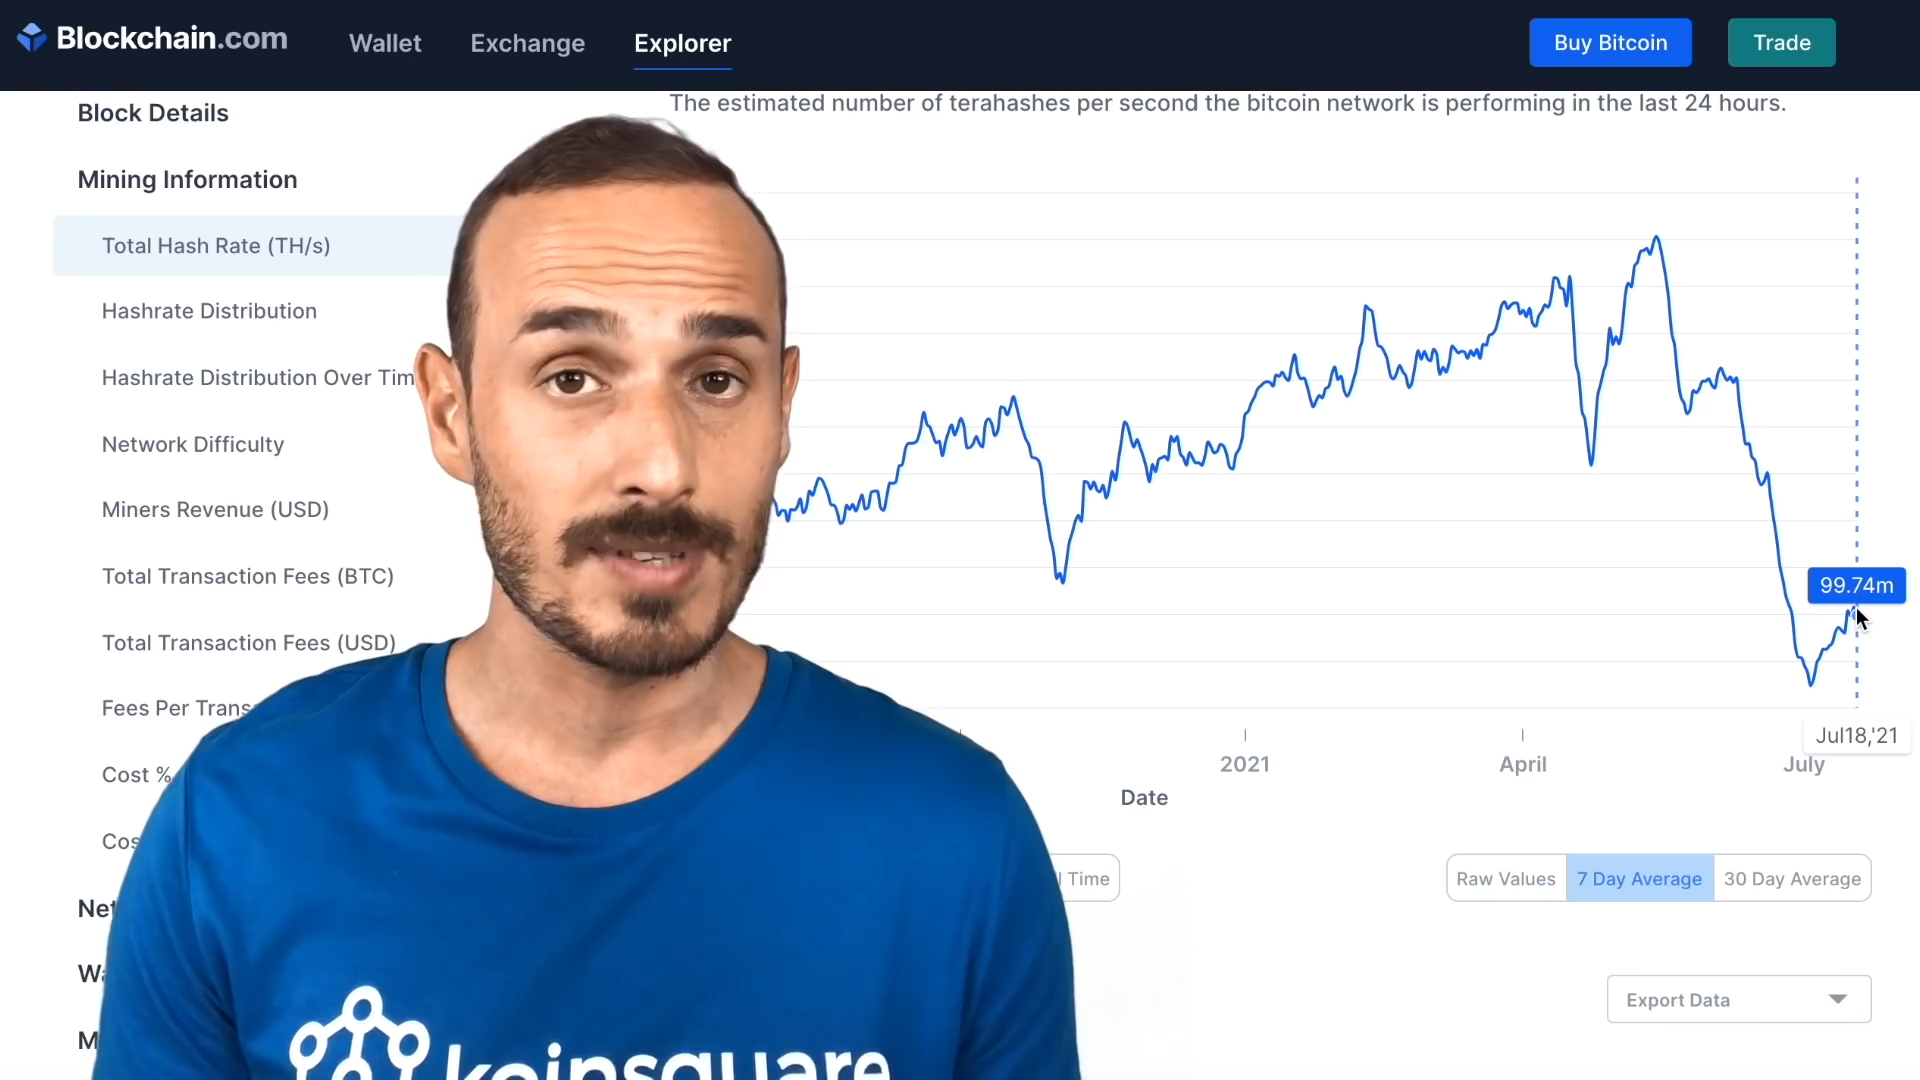 Blockchain.com
Wallet
Exchange
Explorer
Buy Bitcoin
Trade
The estimated number of terahashes per second the bitcoin network is performing in the last 24 hours.
Block Details
Mining Information
Total Hash Rate (TH/s)
Hashrate Distribution
Hashrate Distribution Over Tim
Network Difficulty
Miners Revenue (USD)
Total Transaction Fees (BTC)
Total Transaction Fees (USD)
Fees Per Trans
Cost %
Cos
Net
Wa
M
99.74m
Jul18,'21
2021
April
July
Date
l Time
Raw Values
7 Day Average
30 Day Average
Export Data
koinsquare